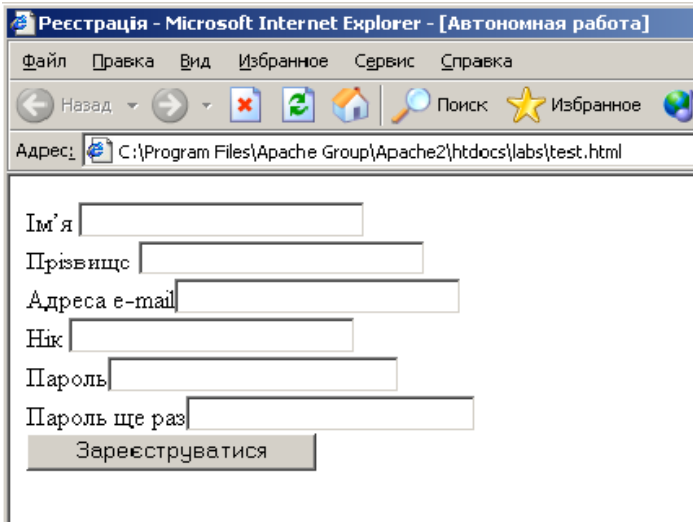 Реєстрація - Microsoft Internet Explorer - [Автономная работа]
Файл Правка Вид Избранное Сервис Справка
Назад Поиск Избранное
Адрес: C:\Program Files\Apache Group\Apache2\htdocs\labs\test.html
Ім'я
Прізвище
Адреса e-mail
Нік
Пароль
Пароль ще раз
Зареєструватися